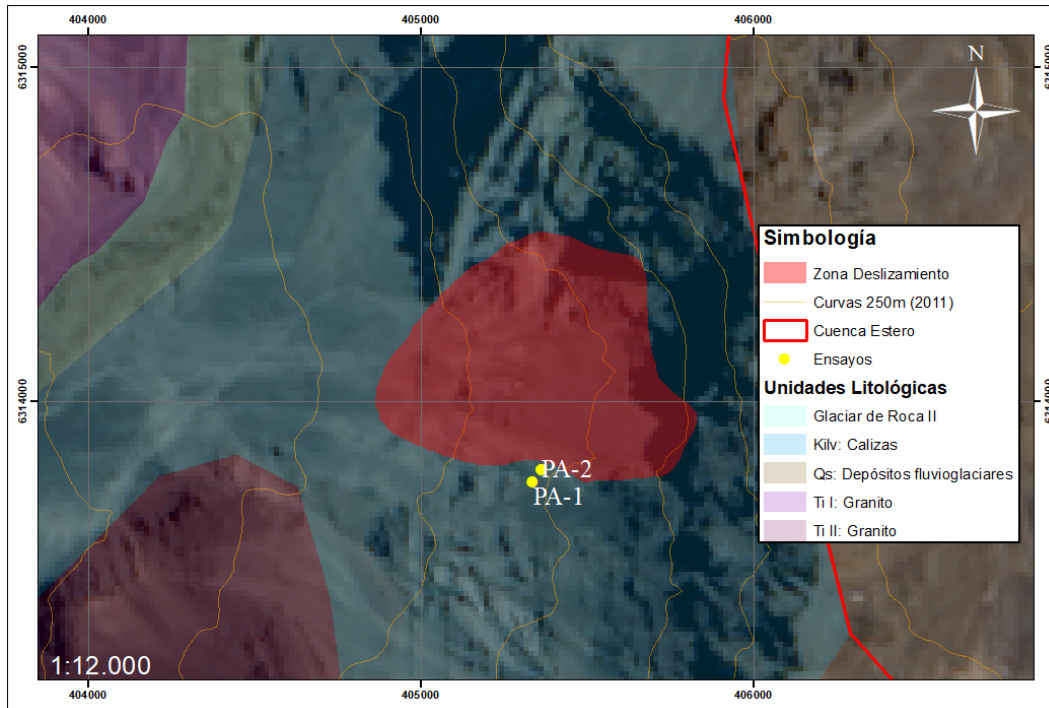 404000
405000
406000
6315000
6315000
N
Simbología
Zona Deslizamiento
Curvas 250m (2011)
Cuenca Estero
Ensayos
Unidades Litológicas
Glaciar de Roca II
Kilv: Calizas
Qs: Depósitos fluvioglaciares
Ti I: Granito
Ti II: Granito
6314000
6314000
PA-2
PA-1
1:12.000
404000
405000
406000